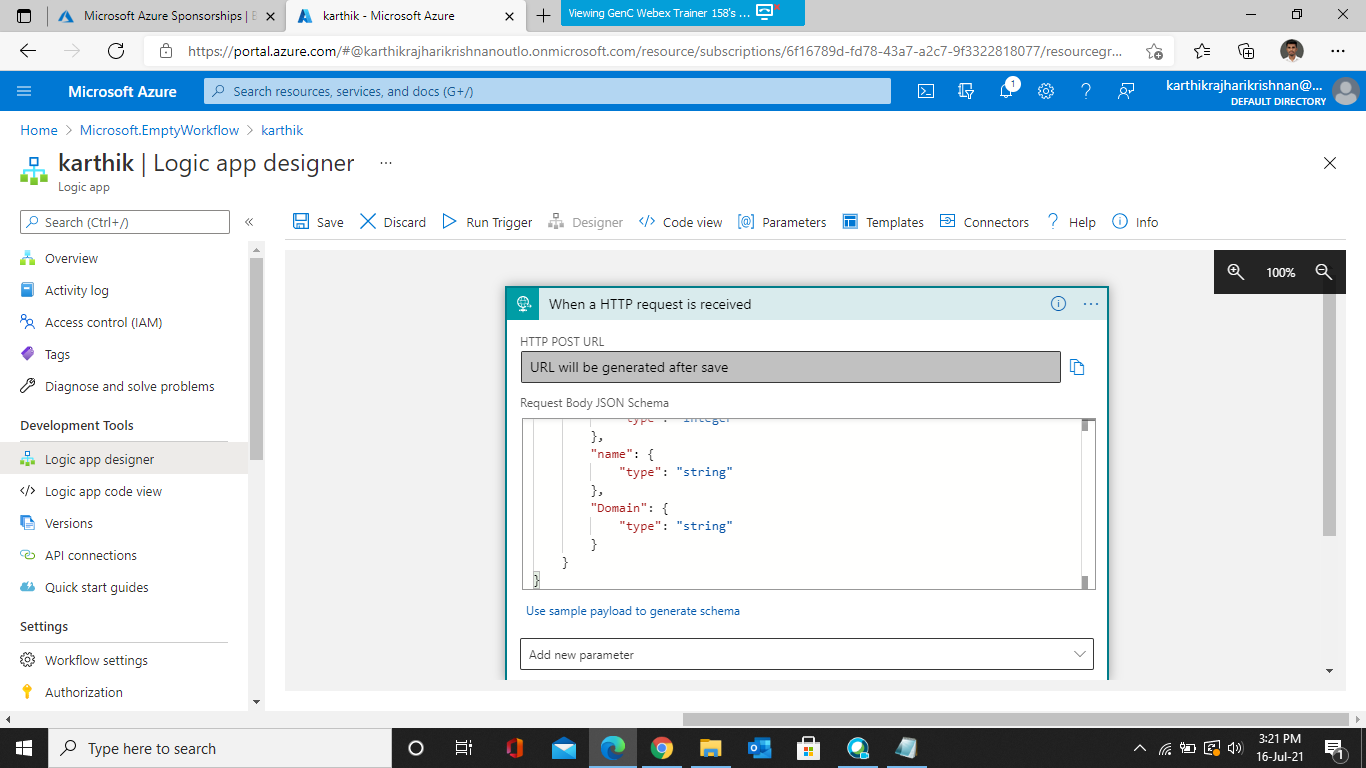 Microsoft Azure Sponsorships | B
karthik - Microsoft Azure
Viewing GenC Webex Trainer 158's ...
https://portal.azure.com/#@karthikrajharikrishnanoutlo.onmicrosoft.com/resource/subscriptions/6f16789d-fd78-43a7-a2c7-9f3322818077/resourcegr...
Microsoft Azure
Search resources, services, and docs (G+/)
1
karthikrajharikrishnan@...
DEFAULT DIRECTORY
Home > Microsoft.EmptyWorkflow > karthik
karthik | Logic app designer ...
Logic app
Search (Ctrl+/)
«
Save
Discard
Run Trigger
Designer
Code view
Parameters
Templates
Connectors
Help
Info
Overview
Activity log
Access control (IAM)
Tags
Diagnose and solve problems
Development Tools
Logic app designer
Logic app code view
Versions
API connections
Quick start guides
Settings
Workflow settings
Authorization
100%
When a HTTP request is received
HTTP POST URL
URL will be generated after save
Request Body JSON Schema
"type": "integer"
},
"name": {
"type": "string"
},
"Domain": {
"type": "string"
}
}
}
Use sample payload to generate schema
Add new parameter
Type here to search
3:21 PM
16-Jul-21
1